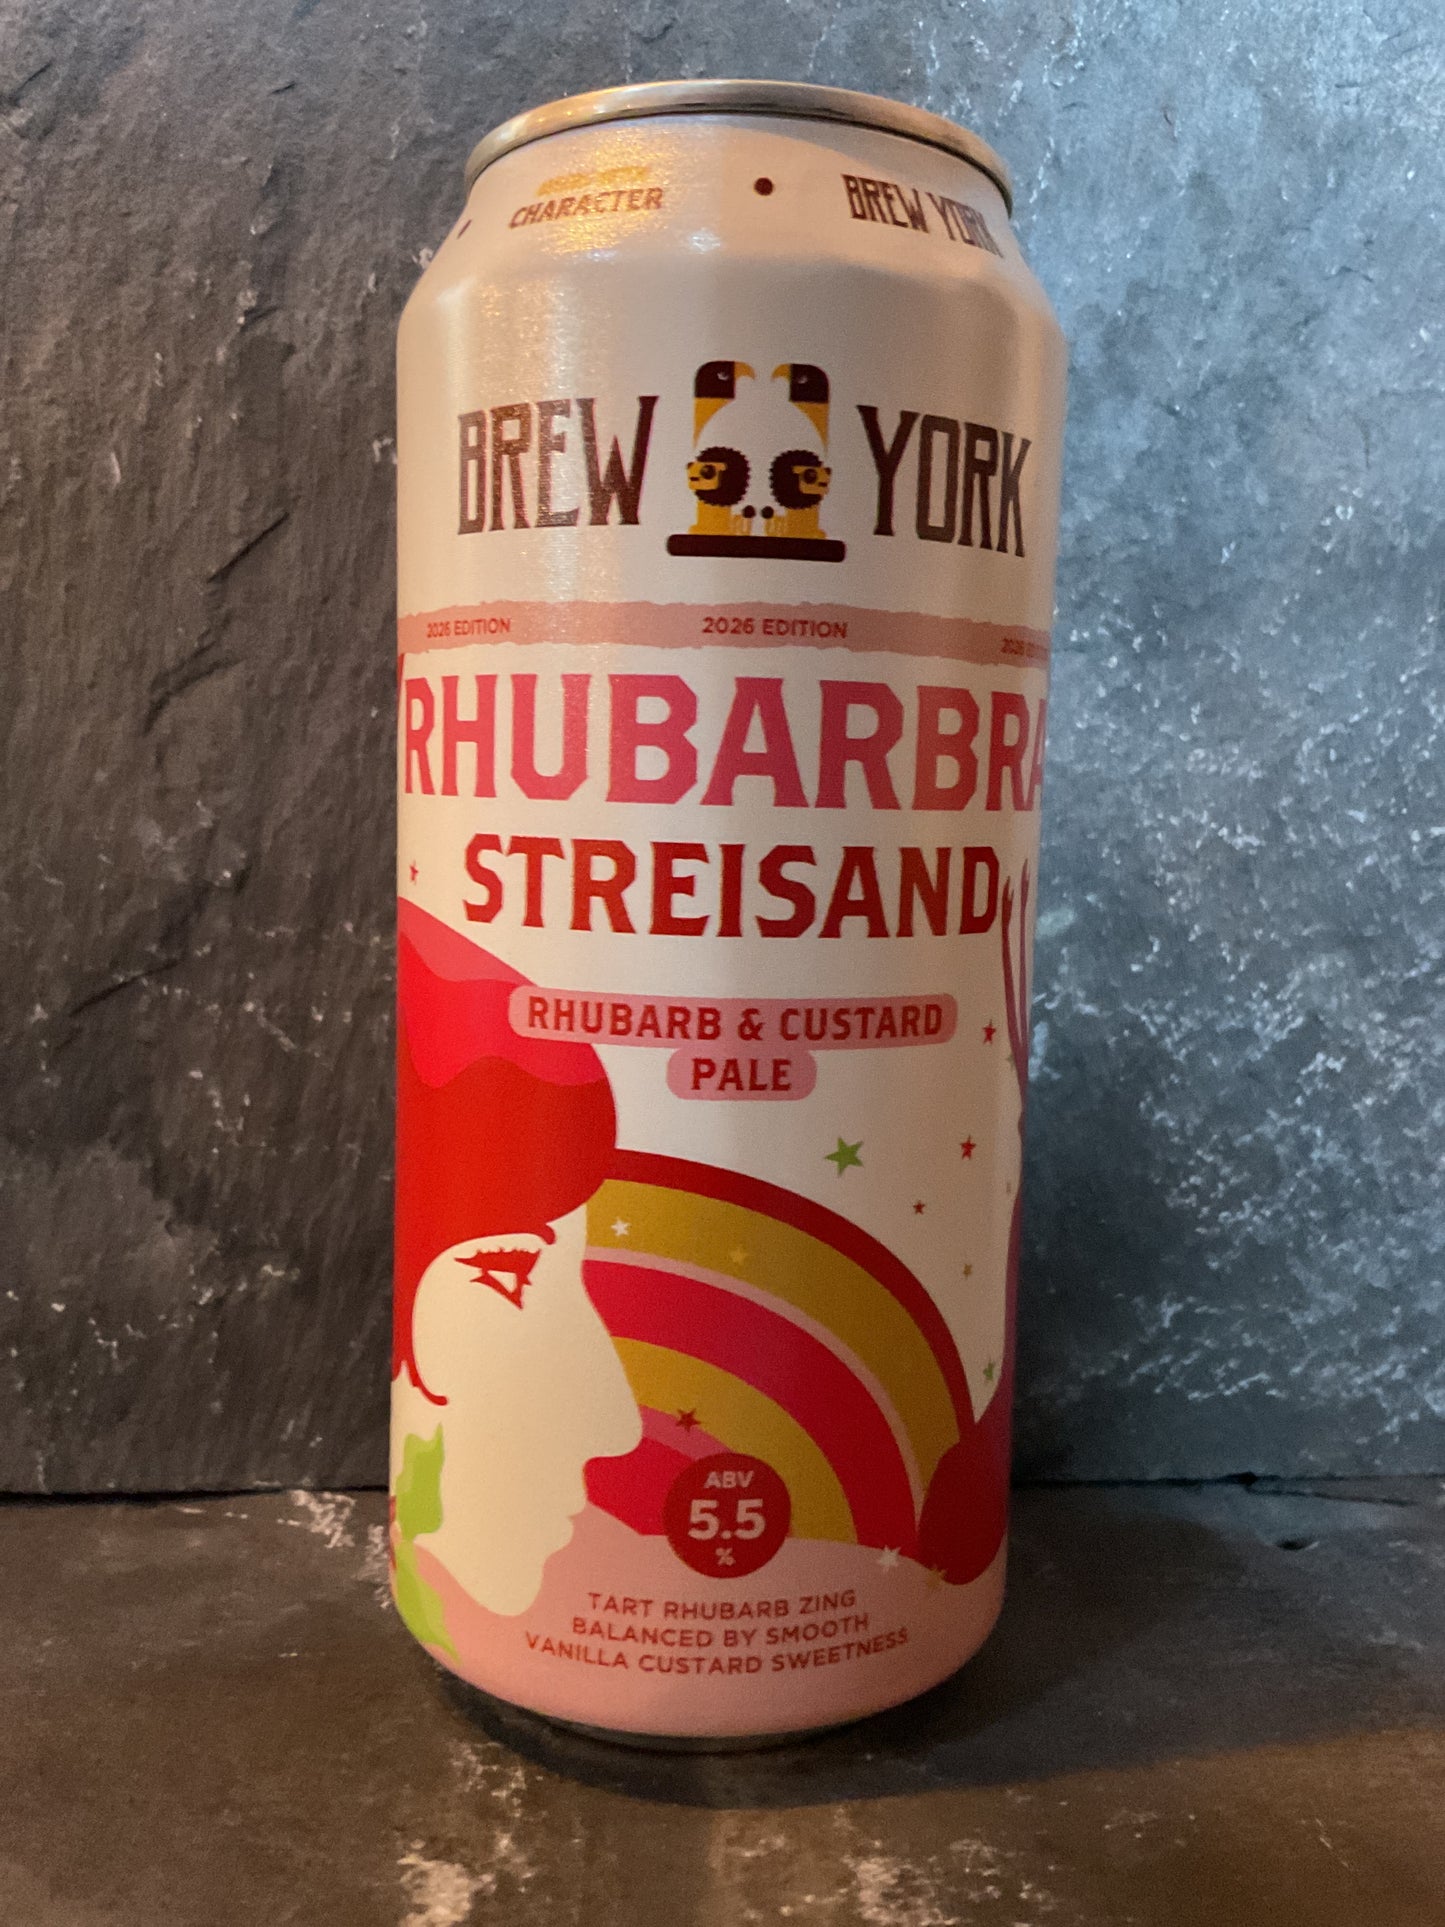 CHARACTER • BREW YORK
BREW YORK
2026 EDITION 2026 EDITION 2026
RHUBARBRA
STREISAND
RHUBARB & CUSTARD
PALE
ABV
5.5
%
TART RHUBARB ZING
BALANCED BY SMOOTH
VANILLA CUSTARD SWEETNESS